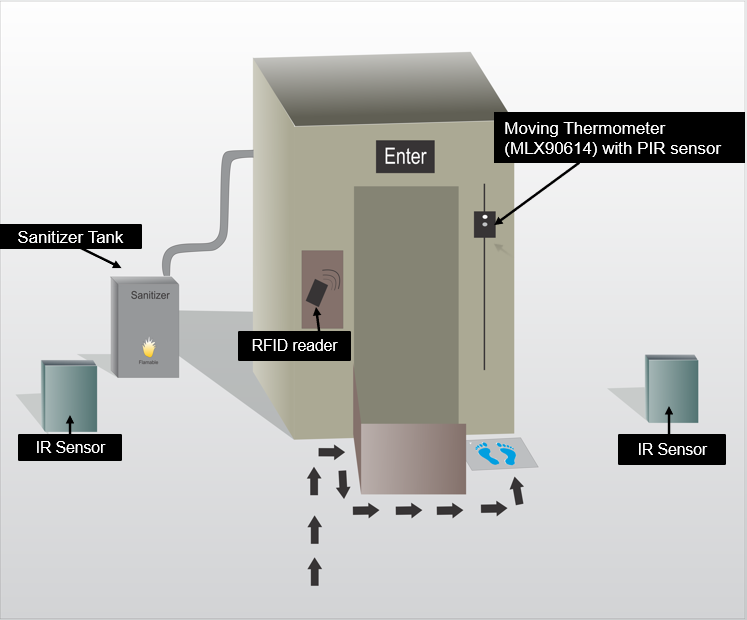 Moving Thermometer
(MLX90614) with PIR sensor
Enter
Sanitizer Tank
Sanitizer
Flamable
RFID reader
IR Sensor
IR Sensor